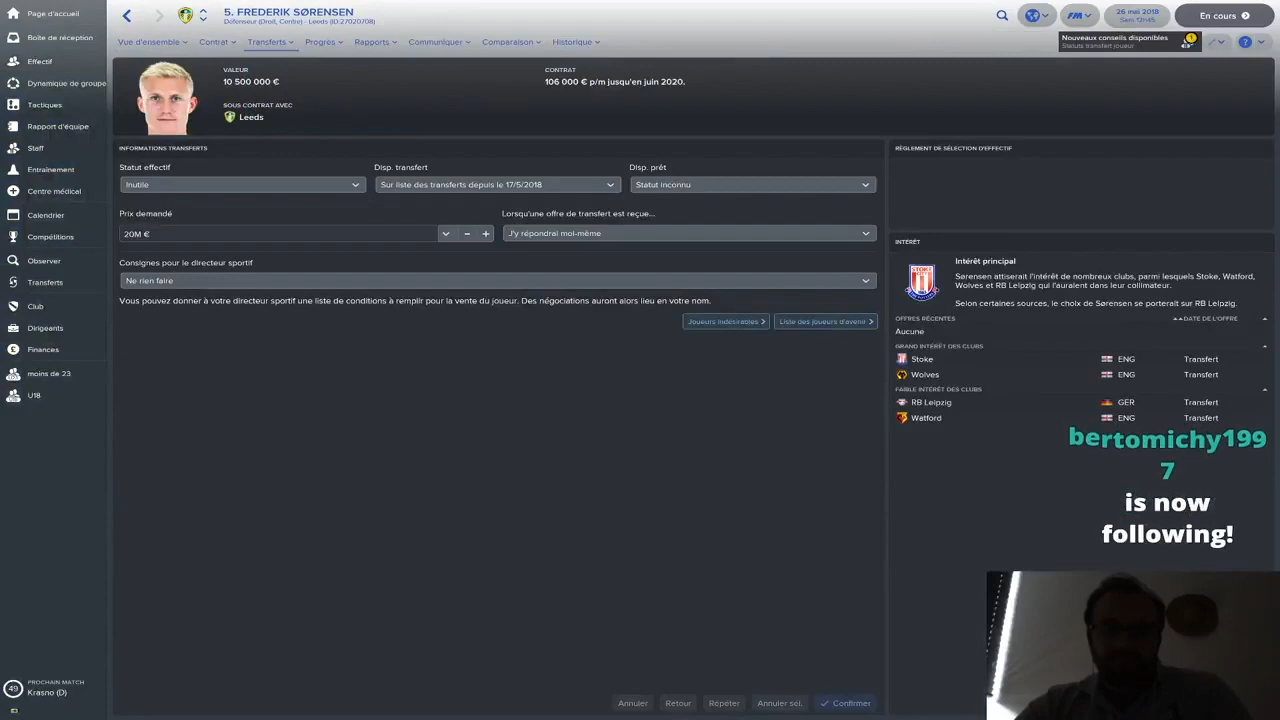 Page d'accueil
Boîte de réception
Effectif
Dynamique de groupe
Tactiques
Rapport d'équipe
Staff
Entraînement
Centre médical
Calendrier
Compétitions
Observer
Transferts
Club
Dirigeants
Finances
moins de 23
U18
49
PROCHAIN MATCH
Krasno (D)
5. FREDERIK SØRENSEN
Défenseur (Droit, Centre) - Leeds (ID:27020708)
FM
26 mai 2018
Sam 12h45
En cours
Vue d'ensemble
Contrat
Transferts
Progrès
Rapports
Communiquer
Comparaison
Historique
Nouveaux conseils disponibles
Statuts transfert joueur
1
?
VALEUR
10 500 000 €
CONTRAT
106 000 € p/m jusqu'en juin 2020.
SOUS CONTRAT AVEC
Leeds
INFORMATIONS TRANSFERTS
Statut effectif
Disp. transfert
Disp. prêt
Inutile
Sur liste des transferts depuis le 17/5/2018
Statut inconnu
Prix demandé
Lorsqu'une offre de transfert est reçue...
20M €
J'y répondrai moi-même
Consignes pour le directeur sportif
Ne rien faire
Vous pouvez donner à votre directeur sportif une liste de conditions à remplir pour la vente du joueur. Des négociations auront alors lieu en votre nom.
Joueurs indésirables
Liste des joueurs d'avenir
RÈGLEMENT DE SÉLECTION D'EFFECTIF
INTÉRÊT
Intérêt principal
Sørensen attiserait l'intérêt de nombreux clubs, parmi lesquels Stoke, Watford,
Wolves et RB Leipzig qui l'auraient dans leur collimateur.
Selon certaines sources, le choix de Sørensen se porterait sur RB Leipzig.
OFFRES RÉCENTES
DATE DE L'OFFRE
Aucune
GRAND INTÉRÊT DES CLUBS
Stoke ENG Transfert
Wolves ENG Transfert
FAIBLE INTÉRÊT DES CLUBS
RB Leipzig GER Transfert
Watford ENG Transfert
bertomichy199
7
is now
following!
Annuler
Retour
Répéter
Annuler sél.
Confirmer